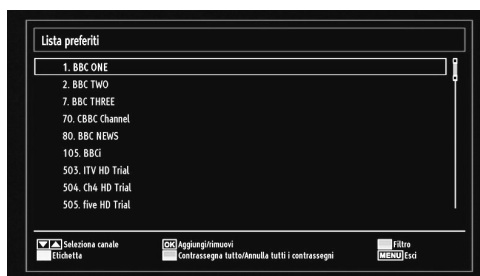 Lista preferiti
1. BBC ONE
2. BBC TWO
7. BBC THREE
70. CBBC Channel
80. BBC NEWS
105. BBCi
503. ITV HD Trial
504. Ch4 HD Trial
505. five HD Trial
Seleziona canale OK Aggiungi/rimuovi Filtro
Etichetta Contrassegna tutto/Annulla tutti i contrassegni MENU Esci